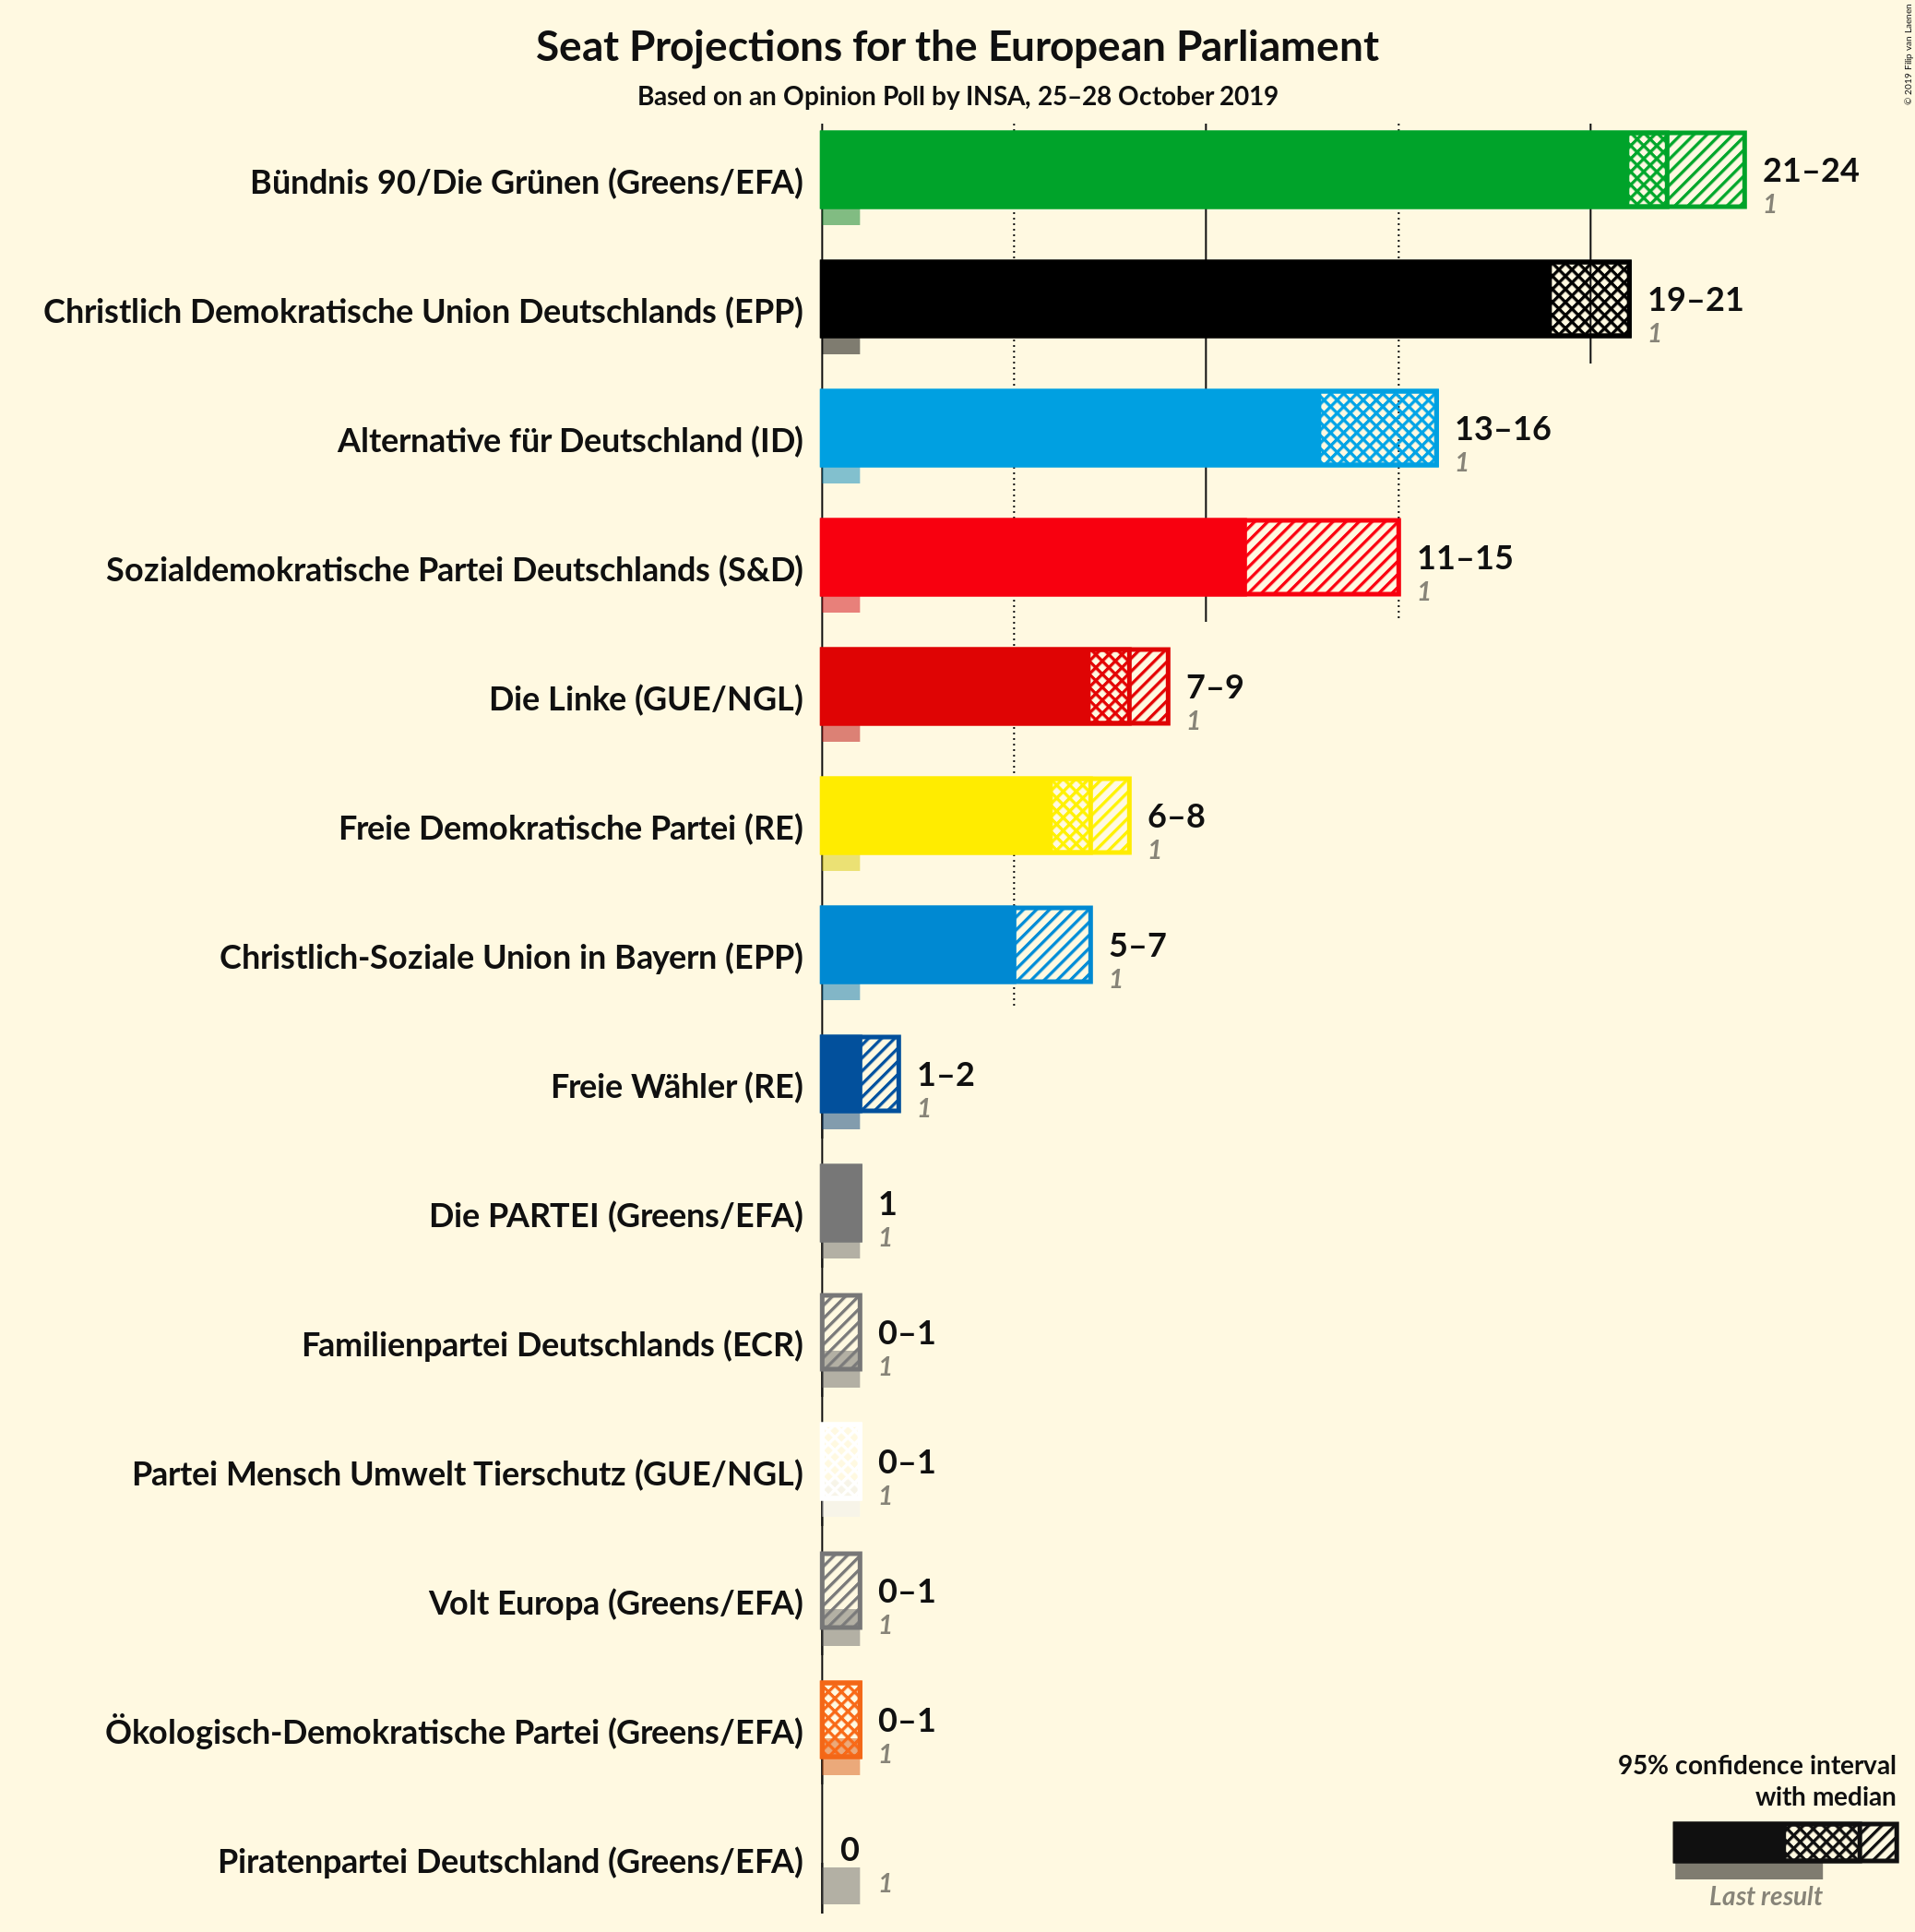 Seat Projections for the European Parliament
Based on an Opinion Poll by INSA, 25–28 October 2019
© 2019 Filip van Laenen
Bündnis 90/Die Grünen (Greens/EFA)
21–24
1
Christlich Demokratische Union Deutschlands (EPP)
19–21
1
Alternative für Deutschland (ID)
13–16
1
Sozialdemokratische Partei Deutschlands (S&D)
11–15
1
Die Linke (GUE/NGL)
7–9
1
Freie Demokratische Partei (RE)
6–8
1
Christlich-Soziale Union in Bayern (EPP)
5–7
1
Freie Wähler (RE)
1–2
1
Die PARTEI (Greens/EFA)
1
1
Familienpartei Deutschlands (ECR)
0–1
1
Partei Mensch Umwelt Tierschutz (GUE/NGL)
0–1
1
Volt Europa (Greens/EFA)
0–1
1
Ökologisch-Demokratische Partei (Greens/EFA)
0–1
1
Piratenpartei Deutschland (Greens/EFA)
0
1
95% confidence interval
with median
Last result